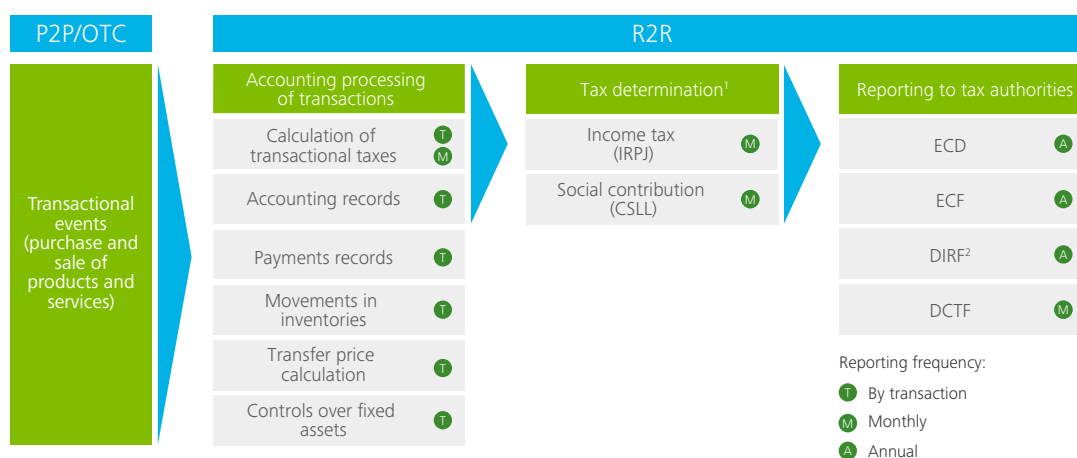 P2P/OTC
R2R
Transactional
events
(purchase and
sale of
products and
services)
Accounting processing
of transactions
Calculation of
transactional taxes
T
M
Accounting records
T
Payments records
T
Movements in
inventories
T
Transfer price
calculation
T
Controls over fixed
assets
T
Tax determination¹
Income tax
(IRPJ)
M
Social contribution
(CSLL)
M
Reporting to tax authorities
ECD
A
ECF
A
DIRF²
A
DCTF
M
Reporting frequency:
T By transaction
M Monthly
A Annual